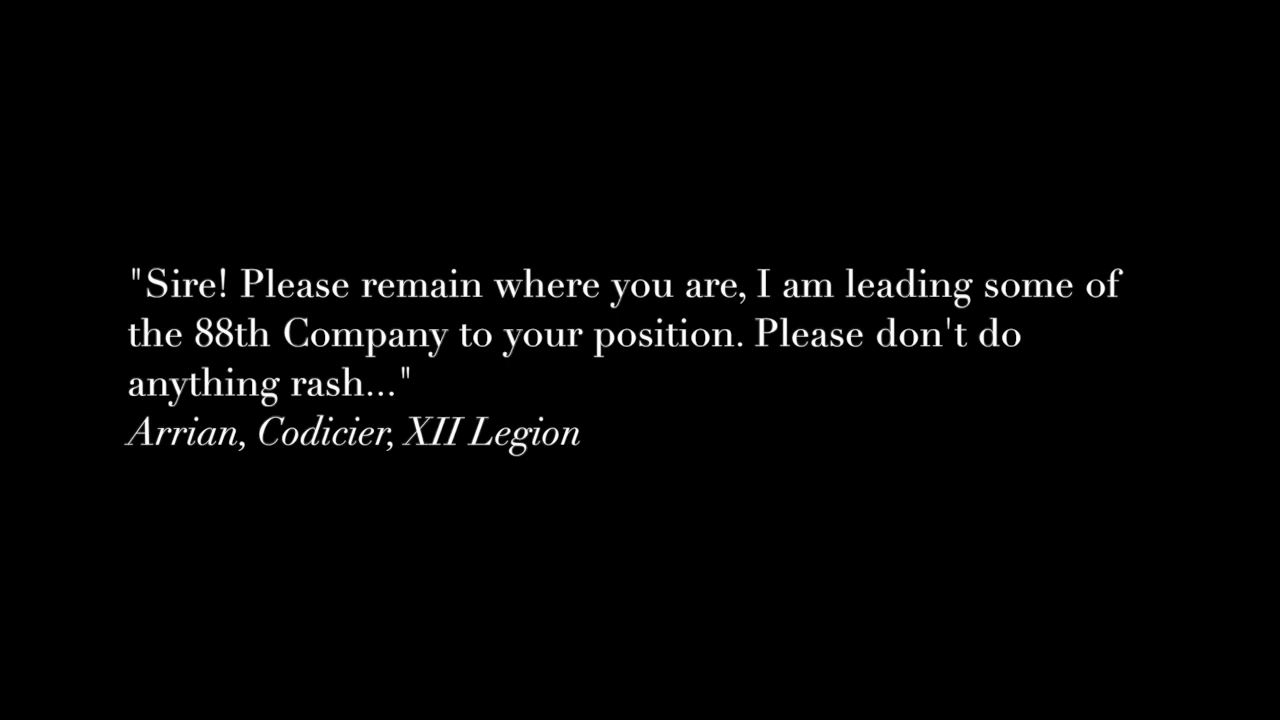 "Sire! Please remain where you are, I am leading some of
the 88th Company to your position. Please don't do
anything rash..."
Arrian, Codicier, XII Legion